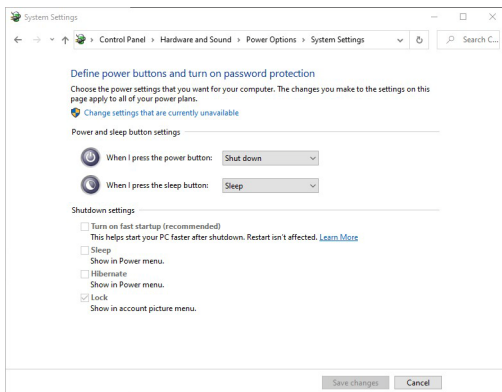 System Settings
Control Panel > Hardware and Sound > Power Options > System Settings
Search C...
Define power buttons and turn on password protection
Choose the power settings that you want for your computer. The changes you make to the settings on this
page apply to all of your power plans.
Change settings that are currently unavailable
Power and sleep button settings
When I press the power button: Shut down
When I press the sleep button: Sleep
Shutdown settings
Turn on fast startup (recommended)
This helps start your PC faster after shutdown. Restart isn't affected. Learn More
Sleep
Show in Power menu.
Hibernate
Show in Power menu.
Lock
Show in account picture menu.
Save changes Cancel